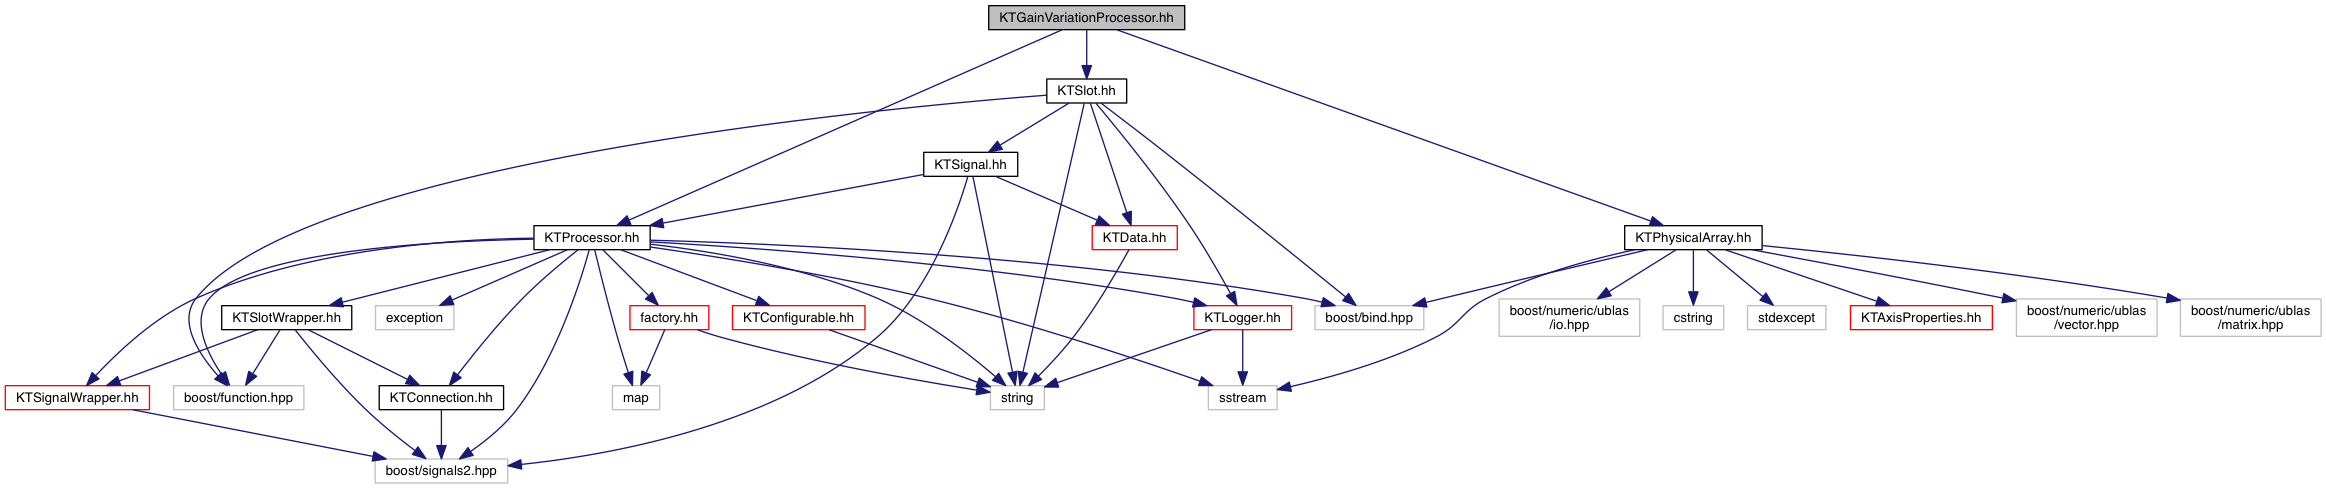 KTGainVariationProcessor.hh
KTSlot.hh
KTSignal.hh
KTProcessor.hh
KTData.hh
KTPhysicalArray.hh
KTSlotWrapper.hh
exception
factory.hh
KTConfigurable.hh
KTLogger.hh
boost/bind.hpp
boost/numeric/ublas
/io.hpp
cstring
stdexcept
KTAxisProperties.hh
boost/numeric/ublas
/vector.hpp
boost/numeric/ublas
/matrix.hpp
KTSignalWrapper.hh
boost/function.hpp
KTConnection.hh
map
string
sstream
boost/signals2.hpp